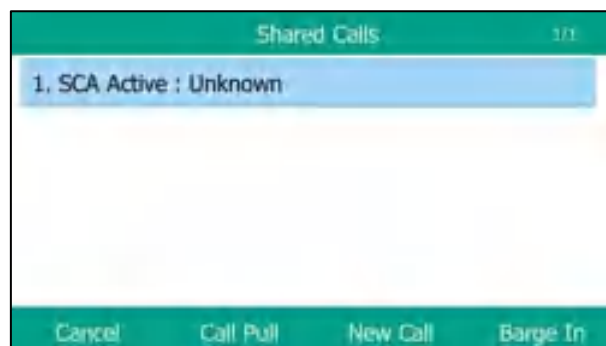 Shared Calls 1/1
1. SCA Active : Unknown
Cancel Call Pull New Call Barge In